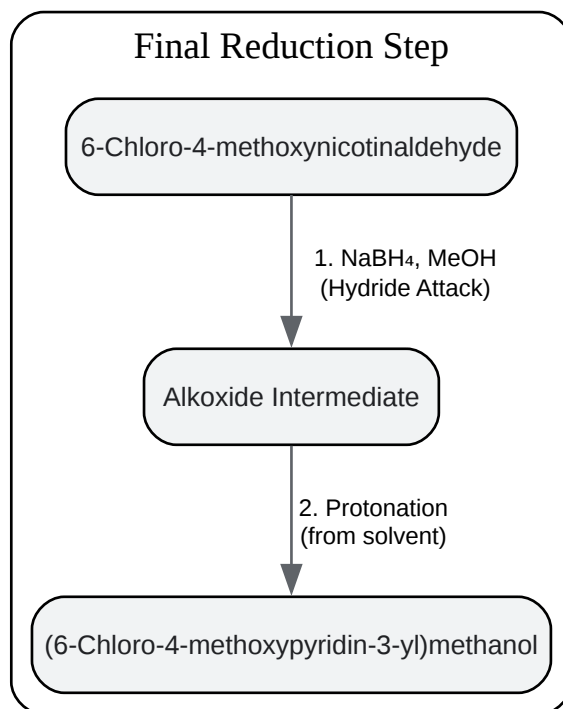 Final Reduction Step
6-Chloro-4-methoxynicotinaldehyde
1. NaBH₄, MeOH
(Hydride Attack)
Alkoxide Intermediate
2. Protonation
(from solvent)
(6-Chloro-4-methoxypyridin-3-yl)methanol